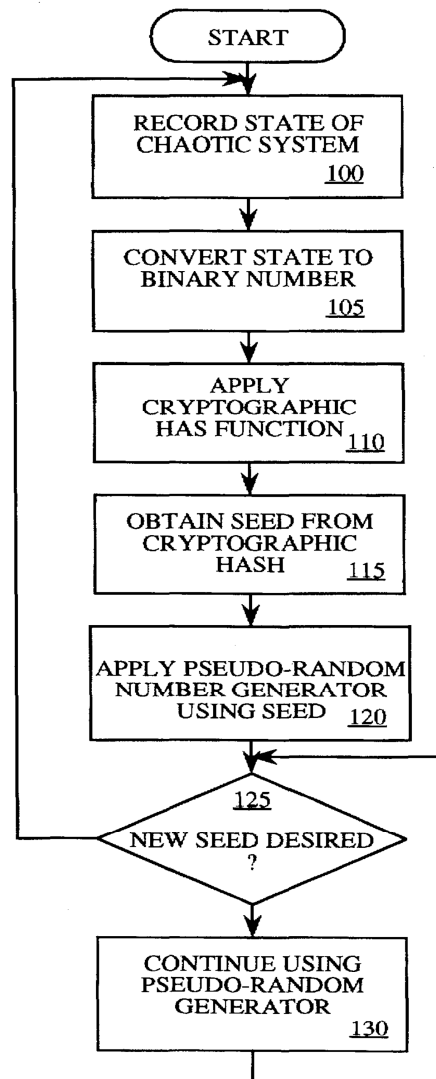 START
RECORD STATE OF
CHAOTIC SYSTEM
100
CONVERT STATE TO
BINARY NUMBER
105
APPLY
CRYPTOGRAPHIC
HAS FUNCTION
110
OBTAIN SEED FROM
CRYPTOGRAPHIC
HASH
115
APPLY PSEUDO-RANDOM
NUMBER GENERATOR
USING SEED
120
125
NEW SEED DESIRED
?
CONTINUE USING
PSEUDO-RANDOM
GENERATOR
130